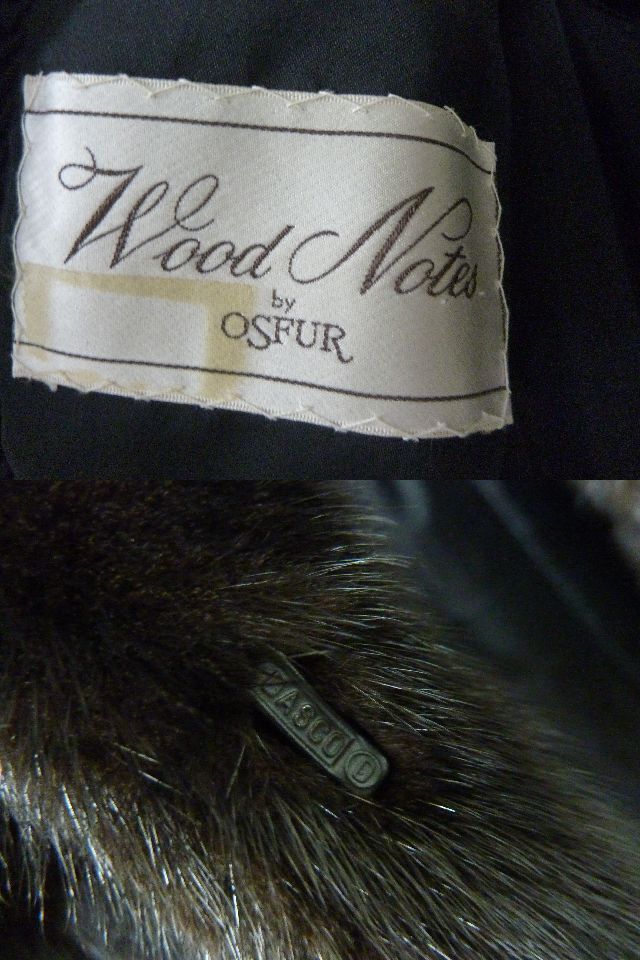 Wood Notes
by
OSFUR
ZASCO D